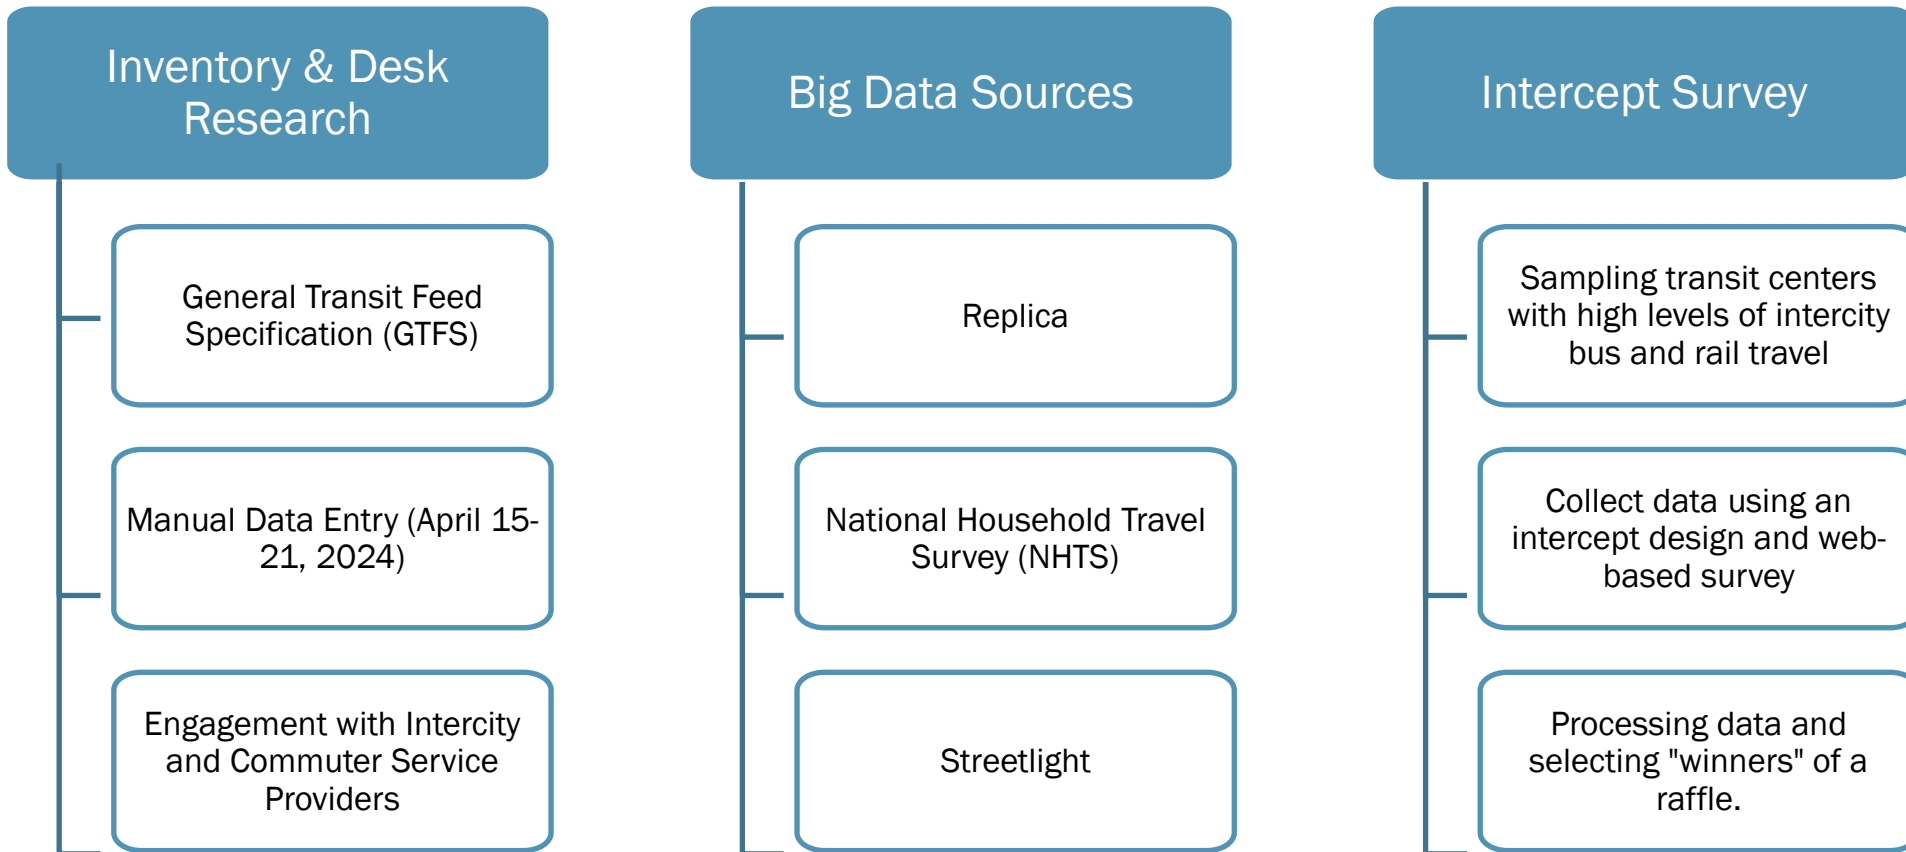 Inventory & Desk
Research
General Transit Feed
Specification (GTFS)
Manual Data Entry (April 15-
21, 2024)
Engagement with Intercity
and Commuter Service
Providers
Big Data Sources
Replica
National Household Travel
Survey (NHTS)
Streetlight
Intercept Survey
Sampling transit centers
with high levels of intercity
bus and rail travel
Collect data using an
intercept design and web-
based survey
Processing data and
selecting "winners" of a
raffle.